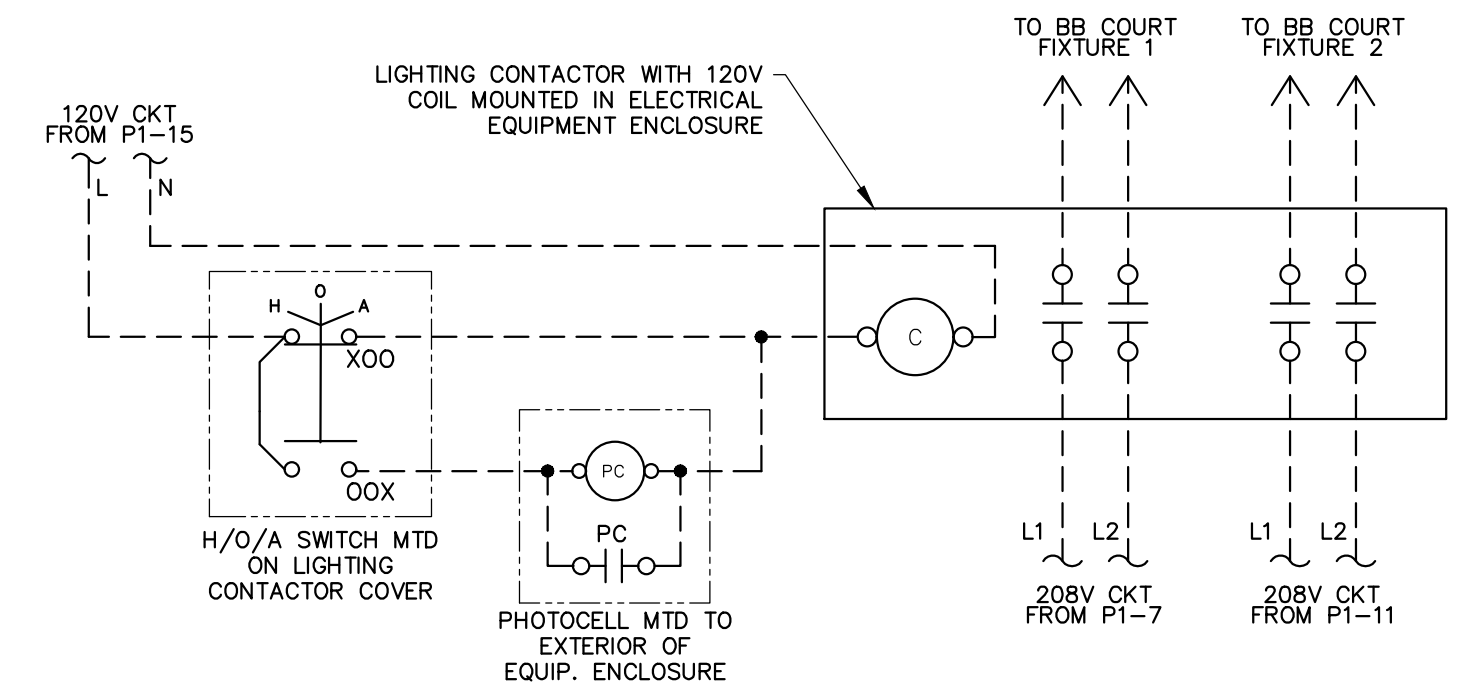 TO BB COURT
FIXTURE 1
TO BB COURT
FIXTURE 2
LIGHTING CONTACTOR WITH 120V
COIL MOUNTED IN ELECTRICAL
EQUIPMENT ENCLOSURE
120V CKT
FROM P1-15
L
N
H
O
A
C
XOO
OOX
PC
PC
H/O/A SWITCH MTD
ON LIGHTING
CONTACTOR COVER
PHOTOCELL MTD TO
EXTERIOR OF
EQUIP. ENCLOSURE
L1
L2
208V CKT
FROM P1-7
L1
L2
208V CKT
FROM P1-11